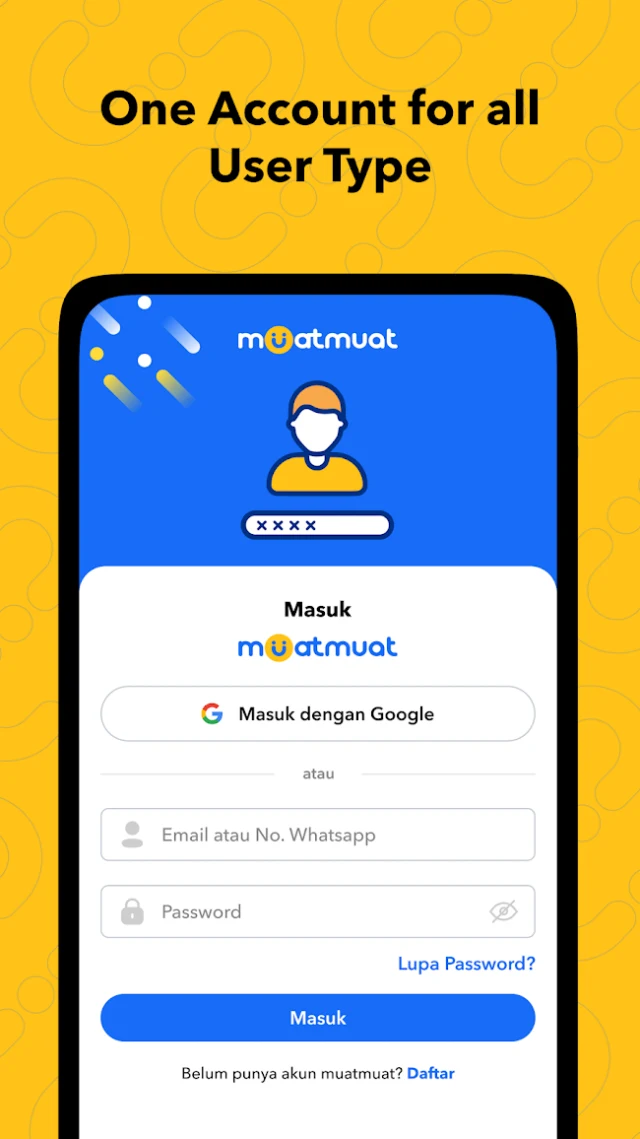 One Account for all
User Type
muatmuat
××××
Masuk
muatmuat
Masuk dengan Google
atau
Email atau No. Whatsapp
Password
Lupa Password?
Masuk
Belum punya akun muatmuat? Daftar